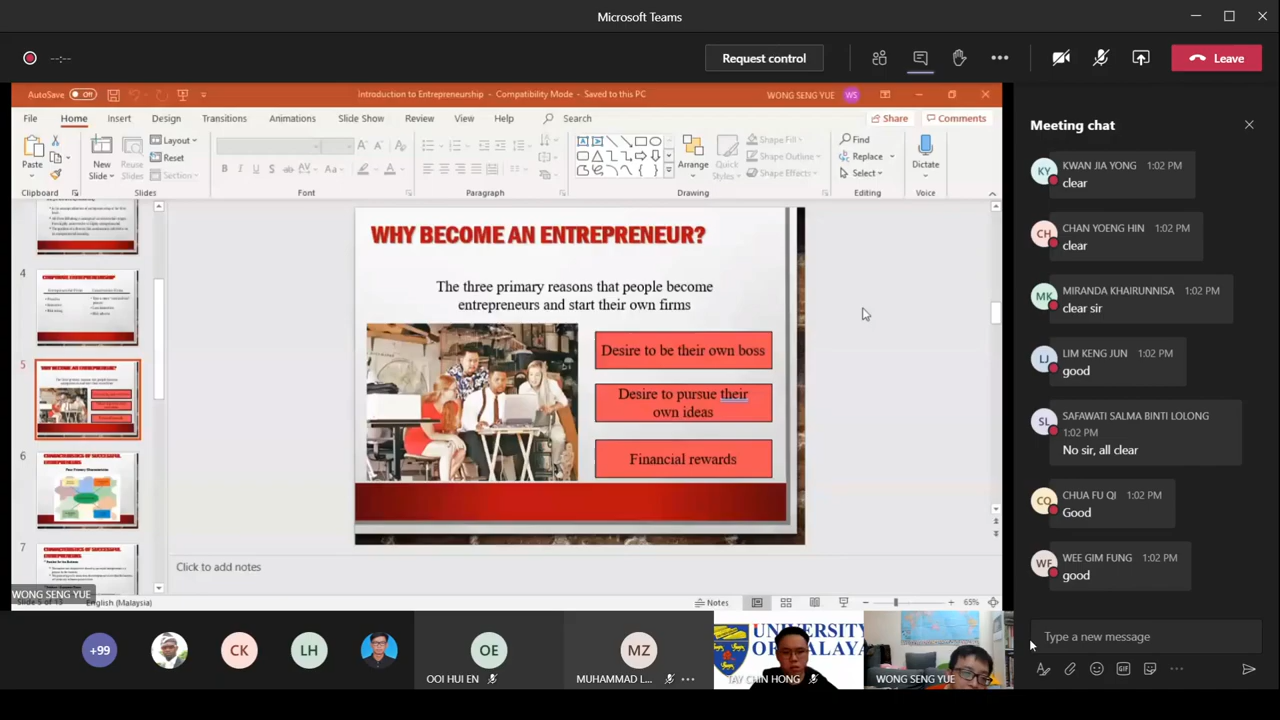 Microsoft Teams
--:--
Request control
Leave
AutoSave
Off
Introduction to Entrepreneurship - Compatibility Mode - Saved to this PC
WONG SENG YUE
WS
File
Home
Insert
Design
Transitions
Animations
Slide Show
Review
View
Help
Search
Share
Comments
Paste
New
Slide
Reuse
Slides
Layout
Reset
Section
Arrange
Quick
Styles
Shape Fill
Shape Outline
Shape Effects
Find
Replace
Select
Dictate
Clipboard
Slides
Font
Paragraph
Drawing
Editing
Voice
4
5
WHY BECOME AN ENTREPRENEUR?
6
7
WHY BECOME AN ENTREPRENEUR?
The three primary reasons that people become
entrepreneurs and start their own firms
Desire to be their own boss
Desire to pursue their
own ideas
Financial rewards
Click to add notes
WONG SENG YUE
English (Malaysia)
Notes
65%
Meeting chat
KY
KWAN JIA YONG 1:02 PM
clear
CH
CHAN YOENG HIN 1:02 PM
clear
MK
MIRANDA KHAIRUNNISA 1:02 PM
clear sir
LJ
LIM KENG JUN 1:02 PM
good
SL
SAFAWATI SALMA BINTI LOLONG
1:02 PM
No sir, all clear
CQ
CHUA FU QI 1:02 PM
Good
WF
WEE GIM FUNG 1:02 PM
good
Type a new message
GIF
+99
CK
LH
OE
OOI HUI EN
MZ
MUHAMMAD L...
UNIVERSITY
TAY CHIN HONG
WONG SENG YUE